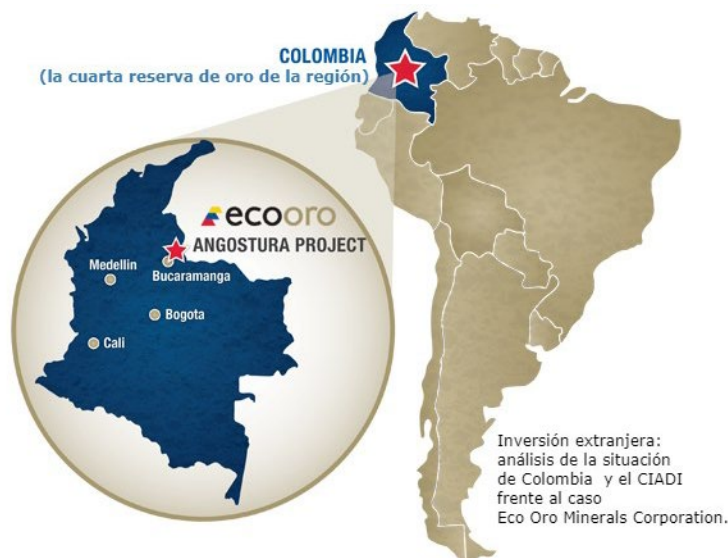 COLOMBIA
(la cuarta reserva de oro de la región)
ecooro
ANGOSTURA PROJECT
Medellin
Bucaramanga
Bogota
Cali
Inversión extranjera:
análisis de la situación
de Colombia y el CIADI
frente al caso
Eco Oro Minerals Corporation.